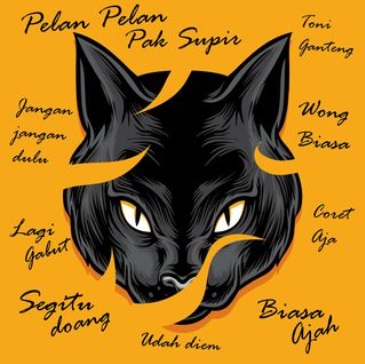 Pelan Pelan
Pak Supir
Toni
Ganteng
Jangan
jangan
dulu
Wong
Biasa
Lagi
Gabut
Coret
Aja
Segitu
doang
Udah diem
Biasa
Ajah